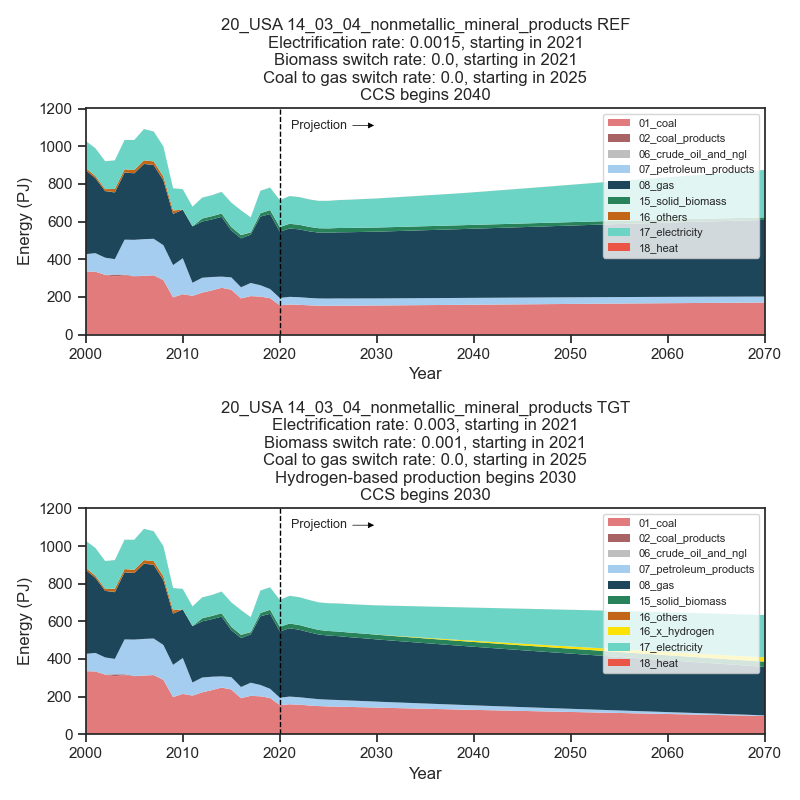 20_USA 14_03_04_nonmetallic_mineral_products REF
Electrification rate: 0.0015, starting in 2021
Biomass switch rate: 0.0, starting in 2021
Coal to gas switch rate: 0.0, starting in 2025
CCS begins 2040
1200
1000
800
600
400
200
0
Energy (PJ)
Projection
01_coal
02_coal_products
06_crude_oil_and_ngl
07_petroleum_products
08_gas
15_solid_biomass
16_others
17_electricity
18_heat
2000 2010 2020 2030 2040 2050 2060 2070
Year
20_USA 14_03_04_nonmetallic_mineral_products TGT
Electrification rate: 0.003, starting in 2021
Biomass switch rate: 0.001, starting in 2021
Coal to gas switch rate: 0.0, starting in 2025
Hydrogen-based production begins 2030
CCS begins 2030
1200
1000
800
600
400
200
0
Energy (PJ)
Projection
01_coal
02_coal_products
06_crude_oil_and_ngl
07_petroleum_products
08_gas
15_solid_biomass
16_others
16_x_hydrogen
17_electricity
18_heat
2000 2010 2020 2030 2040 2050 2060 2070
Year